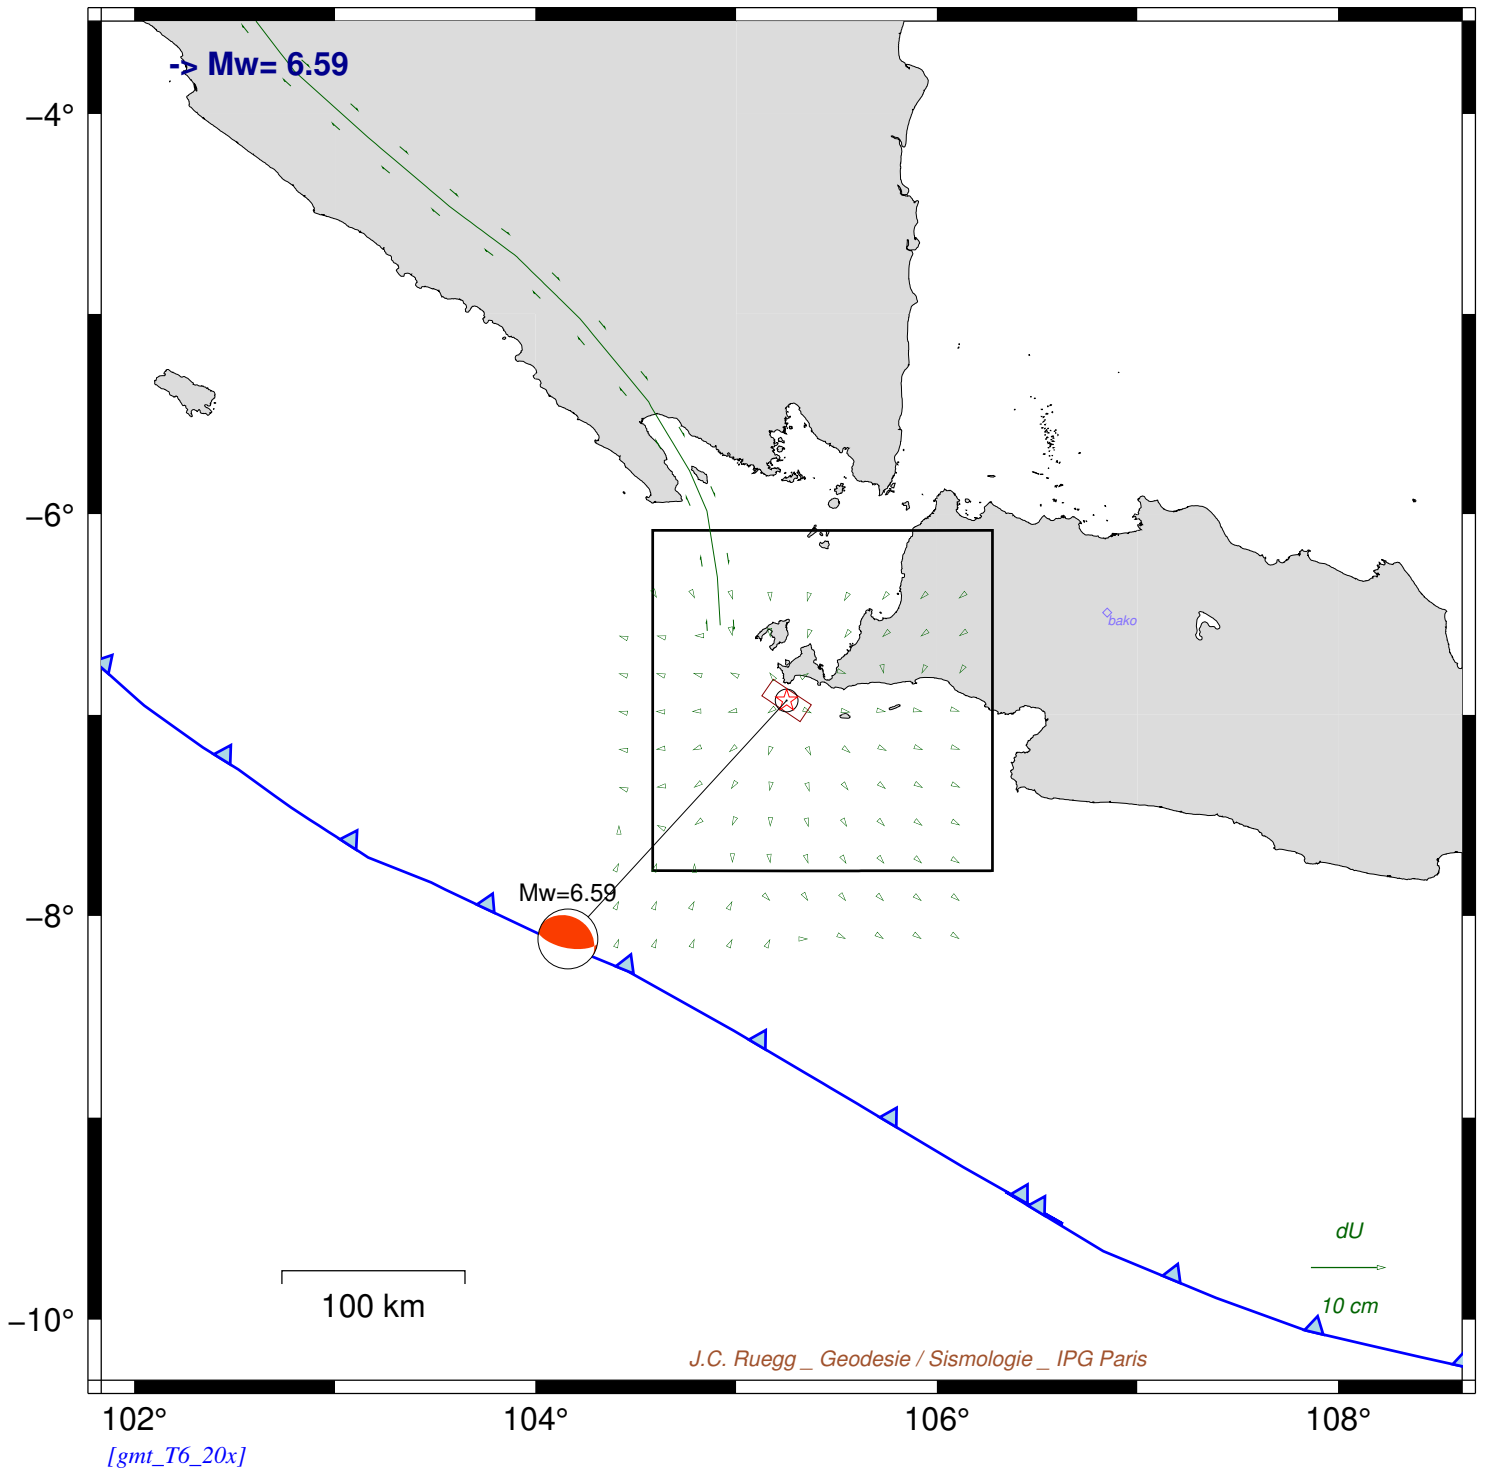 -> Mw= 6.59
−4°
−6°
bako
−8°
Mw=6.59
dU
10 cm
100 km
−10°
J.C. Ruegg _ Geodesie / Sismologie _ IPG Paris
102°
104°
106°
108°
[gmt_T6_20x]